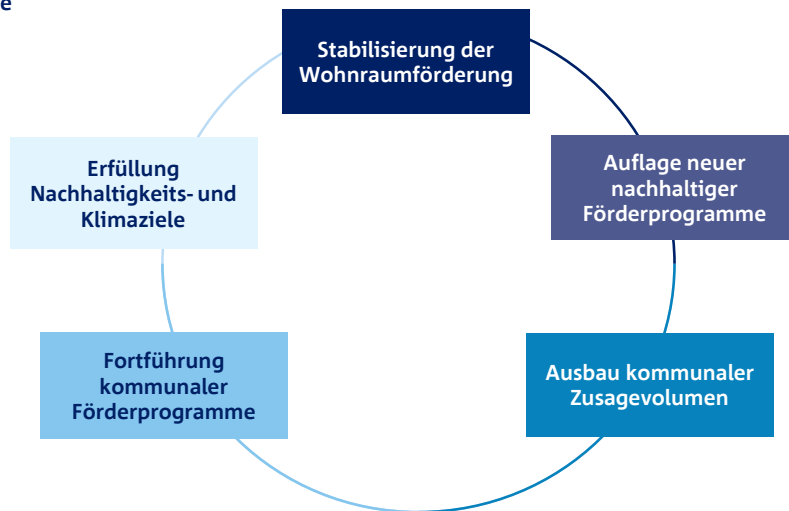 e
Stabilisierung der
Wohnraumförderung
Auflage neuer
nachhaltiger
Förderprogramme
Ausbau kommunaler
Zusagevolumen
Fortführung
kommunaler
Förderprogramme
Erfüllung
Nachhaltigkeits- und
Klimaziele